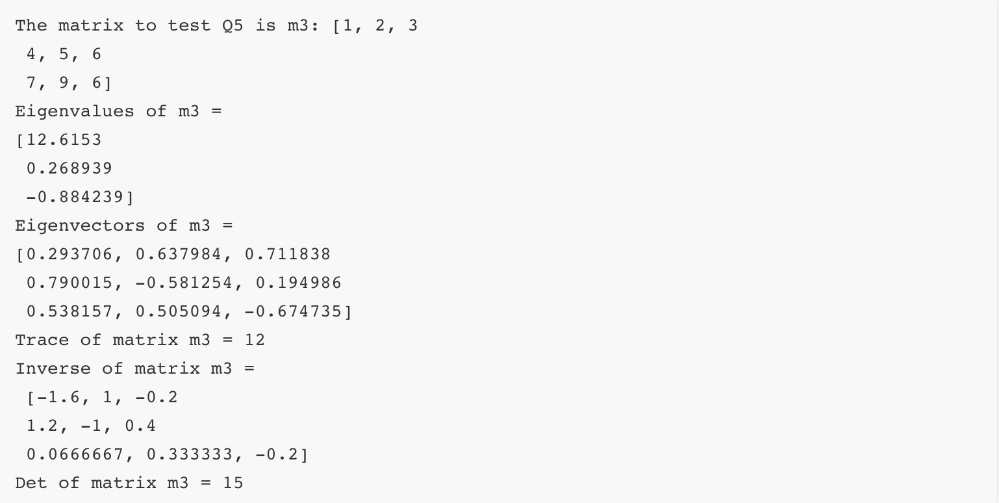 The matrix to test Q5 is m3: [1, 2, 3
4, 5, 6
7, 9, 6]
Eigenvalues of m3 =
[12.6153
0.268939
-0.884239]
Eigenvectors of m3 =
[0.293706, 0.637984, 0.711838
0.790015, -0.581254, 0.194986
0.538157, 0.505094, -0.674735]
Trace of matrix m3 = 12
Inverse of matrix m3 =
[-1.6, 1, -0.2
1.2, -1, 0.4
0.0666667, 0.333333, -0.2]
Det of matrix m3 = 15